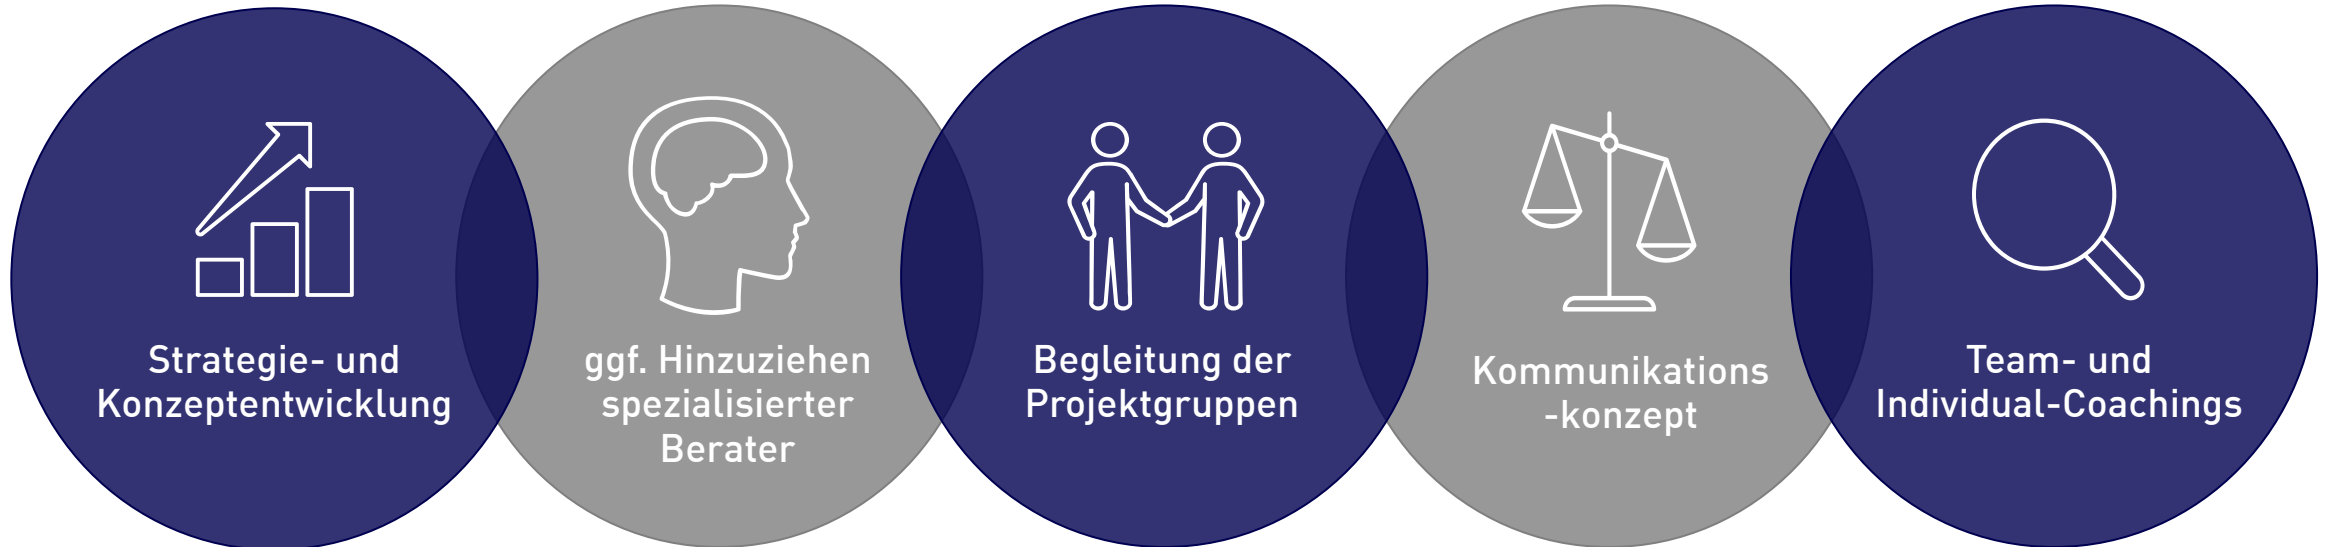 Strategie- und
Konzeptentwicklung
ggf. Hinzuziehen
spezialisierter
Berater
Begleitung der
Projektgruppen
Kommunikations
-konzept
Team- und
Individual-Coachings